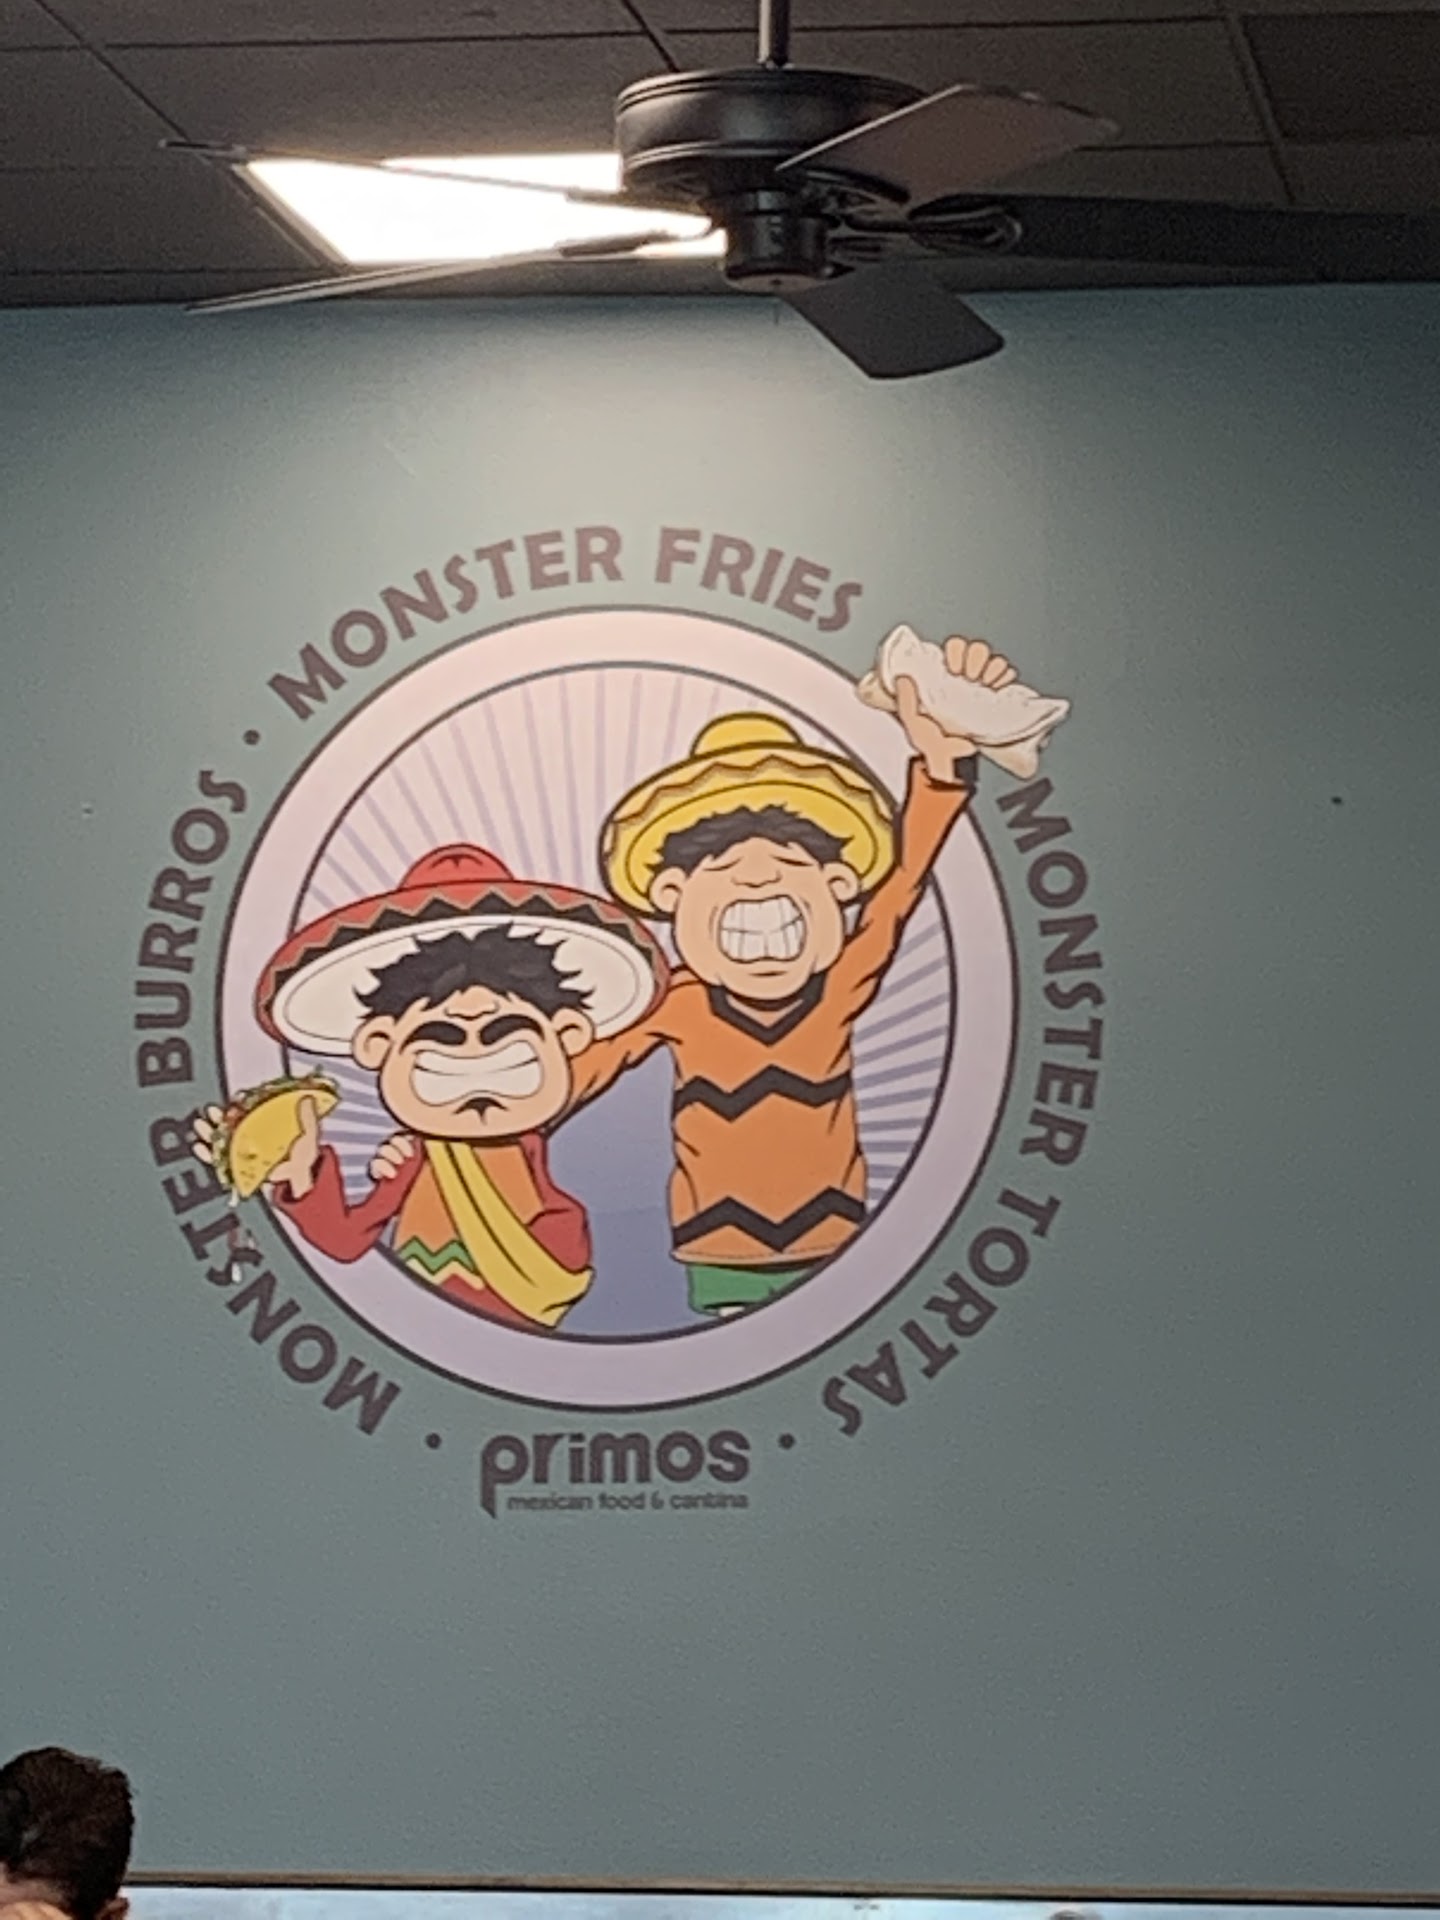 MONSTER BURROS • MONSTER FRIES
MONSTER TORTAS
• primos •
mexican food & cantina